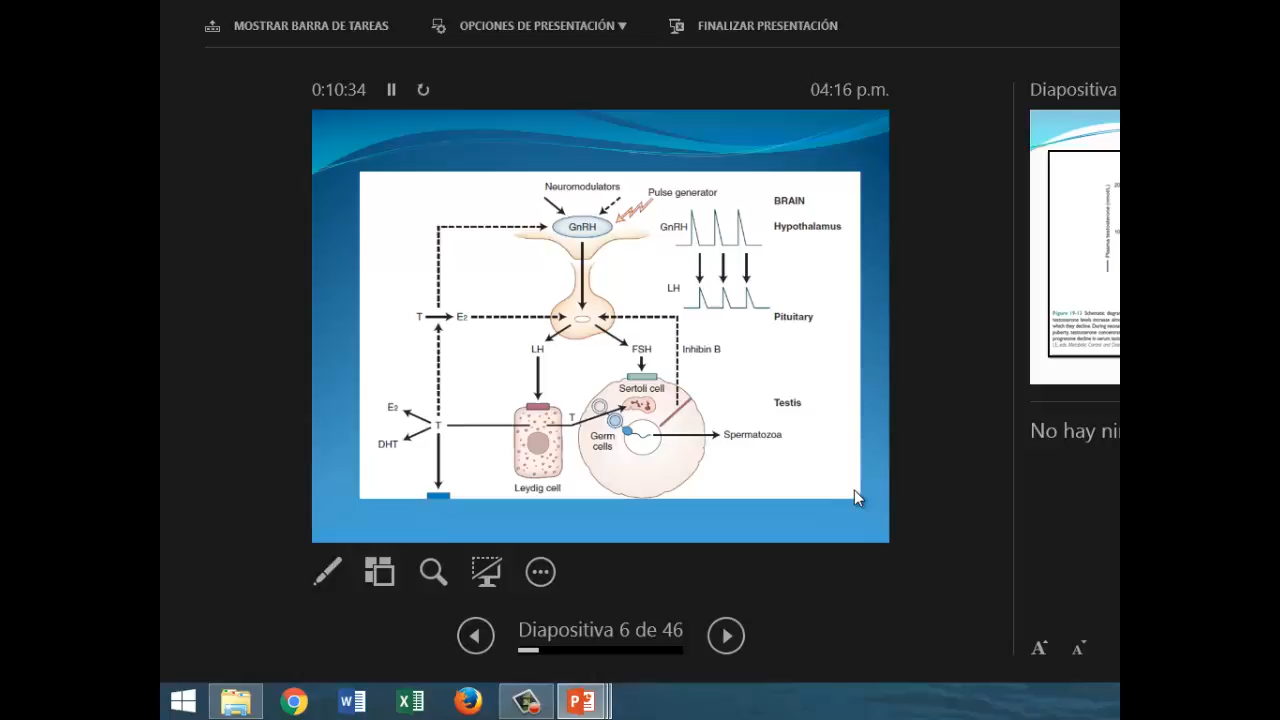 MOSTRAR BARRA DE TAREAS
OPCIONES DE PRESENTACIÓN ▼
FINALIZAR PRESENTACIÓN
0:10:34
04:16 p.m.
Diapositiva
Neuromodulators
Pulse generator
BRAIN
GnRH
GnRH
Hypothalamus
LH
T
E2
Pituitary
LH
FSH
Inhibin B
Sertoli cell
Testis
E2
T
T
DHT
Germ
cells
Spermatozoa
Leydig cell
Plasma testosterone
No hay
A
A
Diapositiva 6 de 46